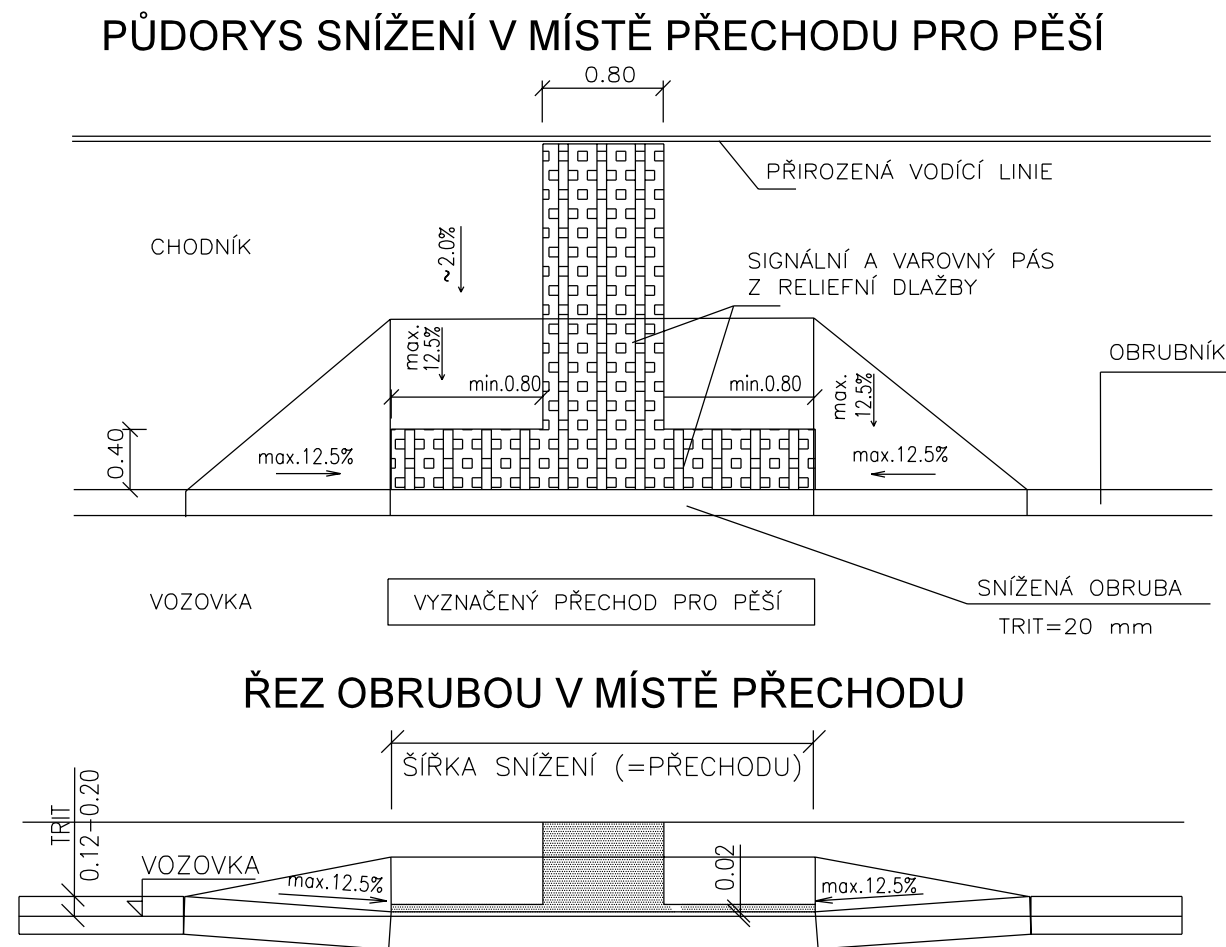 PŮDORYS SNÍŽENÍ V MÍSTĚ PŘECHODU PRO PĚŠÍ
0.80
PŘIROZENÁ VODÍCÍ LINIE
CHODNÍK
~2.0%
SIGNÁLNÍ A VAROVNÝ PÁS
Z RELIEFNÍ DLAŽBY
max.
12.5%
OBRUBNÍK
min.0.80
min.0.80
max.
12.5%
0.40
max.12.5%
max.12.5%
VOZOVKA
VYZNAČENÝ PŘECHOD PRO PĚŠÍ
SNÍŽENÁ OBRUBA
TRIT=20 mm
ŘEZ OBRUBOU V MÍSTĚ PŘECHODU
ŠÍŘKA SNÍŽENÍ (=PŘECHODU)
TRIT
0.12-0.20
VOZOVKA
max.12.5%
0.02
max.12.5%